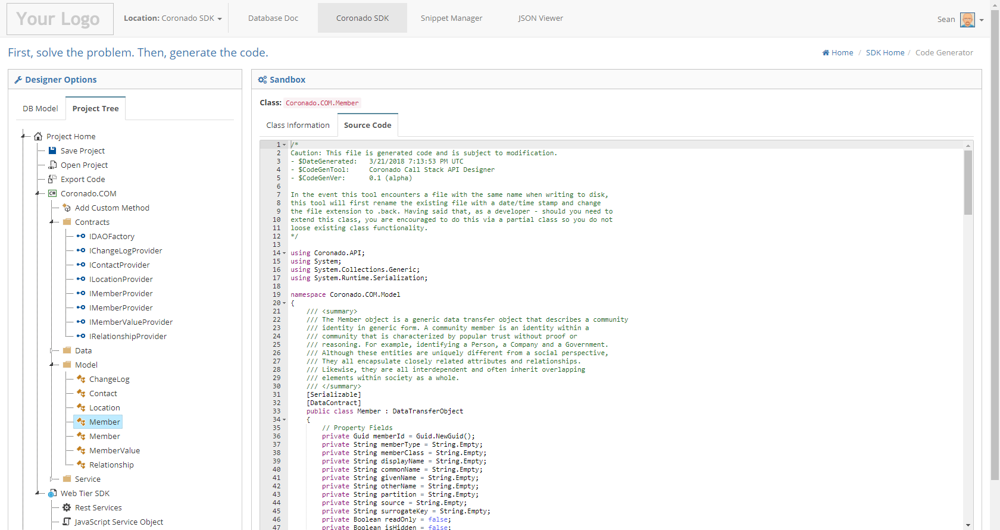 Your Logo
Location: Coronado SDK
Database Doc
Coronado SDK
Snippet Manager
JSON Viewer
Sean
First, solve the problem. Then, generate the code.
Home / SDK Home / Code Generator
Designer Options
DB Model
Project Tree
Project Home
Save Project
Open Project
Export Code
C# Coronado.COM
Add Custom Method
Contracts
IDAOFactory
IChangeLogProvider
IContactProvider
ILocationProvider
IMemberProvider
IMemberProvider
IMemberValueProvider
IRelationshipProvider
Data
Model
ChangeLog
Contact
Location
Member
Member
MemberValue
Relationship
Service
Web Tier SDK
Rest Services
JavaScript Service Object
Sandbox
Class: Coronado.COM.Member
Class Information
Source Code
1 /*
2 Caution: This file is generated code and is subject to modification.
3 - $DateGenerated: 3/21/2018 7:13:53 PM UTC
4 - $CodeGenTool: Coronado Call Stack API Designer
5 - $CodeGenVer: 0.1 (alpha)
6
7 In the event this tool encounters a file with the same name when writing to disk,
8 this tool will first rename the existing file with a date/time stamp and change
9 the file extension to .back. Having said that, as a developer - should you need to
10 extend this class, you are encouraged to do this via a partial class so you do not
11 loose existing class functionality.
12 */
13
14 using Coronado.API;
15 using System;
16 using System.Collections.Generic;
17 using System.Runtime.Serialization;
18
19 namespace Coronado.COM.Model
20 {
21 /// <summary>
22 /// The Member object is a generic data transfer object that describes a community
23 /// identity in generic form. A community member is an identity within a
24 /// community that is characterized by popular trust without proof or
25 /// reasoning. For example, identifying a Person, a Company and a Government.
26 /// Although these entities are uniquely different from a social perspective,
27 /// They all encapsulate closely related attributes and relationships.
28 /// Likewise, they are all interdependent and often inherit overlapping
29 /// elements within society as a whole.
30 /// </summary>
31 [Serializable]
32 [DataContract]
33 public class Member : DataTransferObject
34 {
35 // Property Fields
36 private Guid memberId = Guid.NewGuid();
37 private String memberType = String.Empty;
38 private String memberClass = String.Empty;
39 private String displayName = String.Empty;
40 private String commonName = String.Empty;
41 private String givenName = String.Empty;
42 private String otherName = String.Empty;
43 private String partition = String.Empty;
44 private String source = String.Empty;
45 private String surrogateKey = String.Empty;
46 private Boolean readOnly = false;
47 private Boolean isHidden = false;